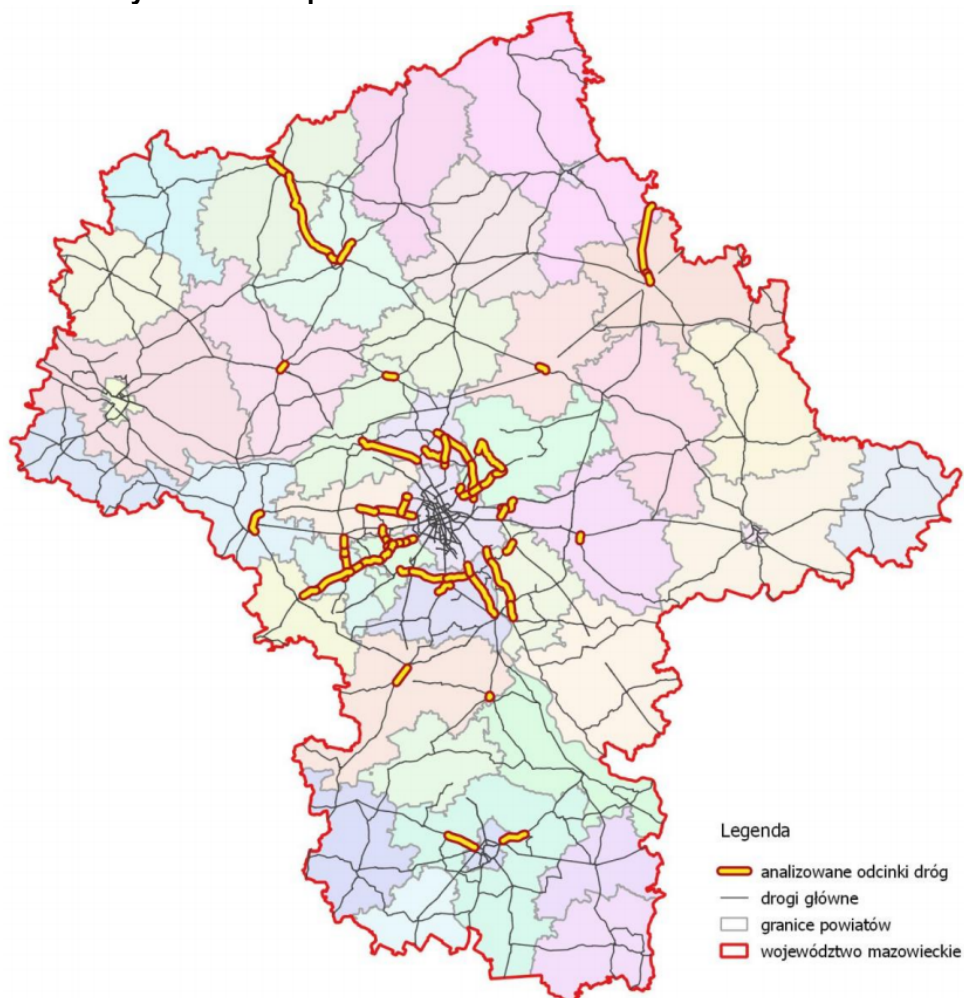 Legenda
analizowane odcinki dróg
drogi główne
granice powiatów
województwo mazowieckie